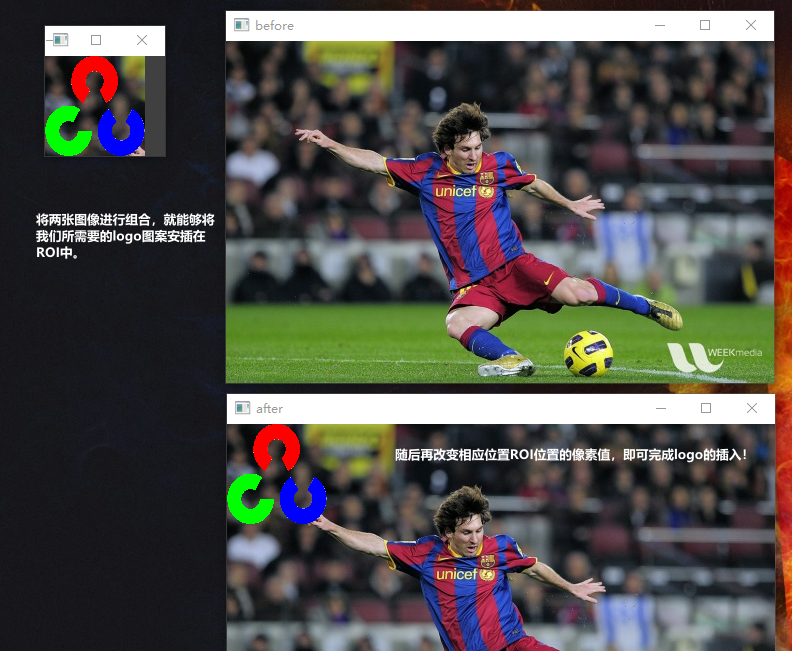 before
unicef
WEEKmedia
将两张图像进行组合，就能够将
我们所需要的logo图案安插在
ROI中。
after
随后再改变相应位置ROI位置的像素值，即可完成logo的插入！
unicef